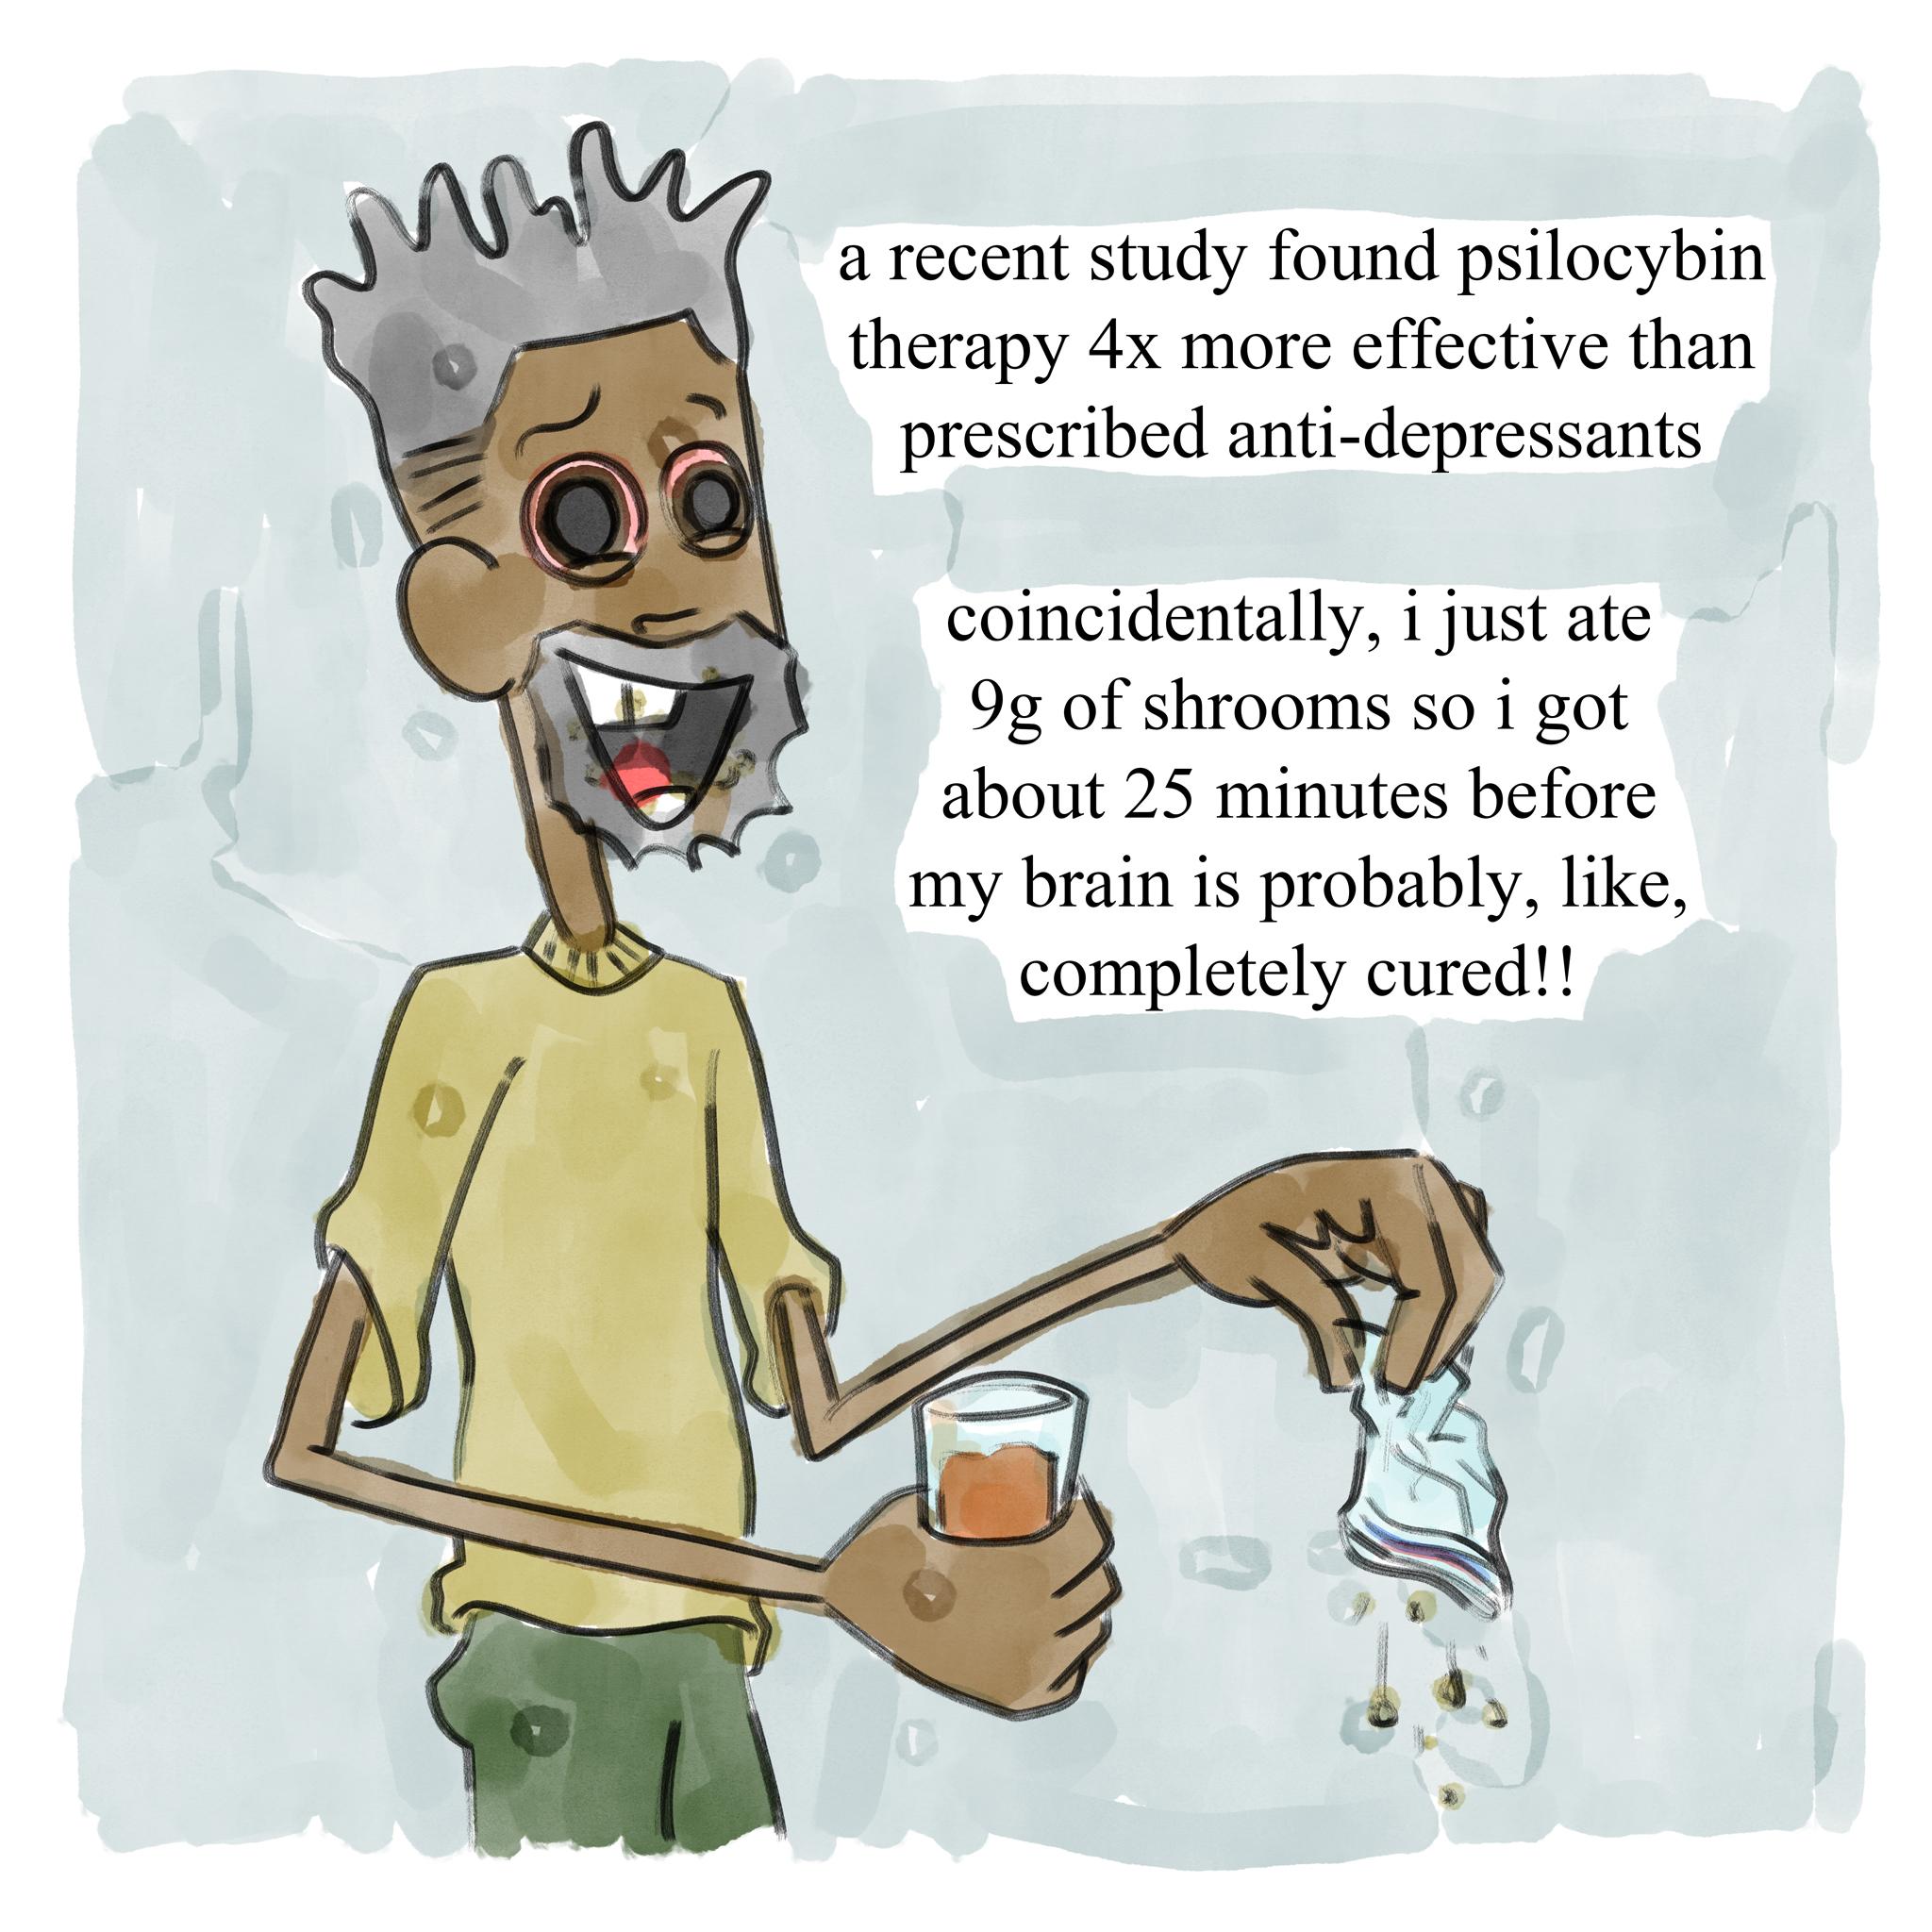 a recent study found psilocybin
therapy 4x more effective than
prescribed anti-depressants
coincidentally, i just ate
9g of shrooms so i got
about 25 minutes before
my brain is probably, like,
completely cured!!